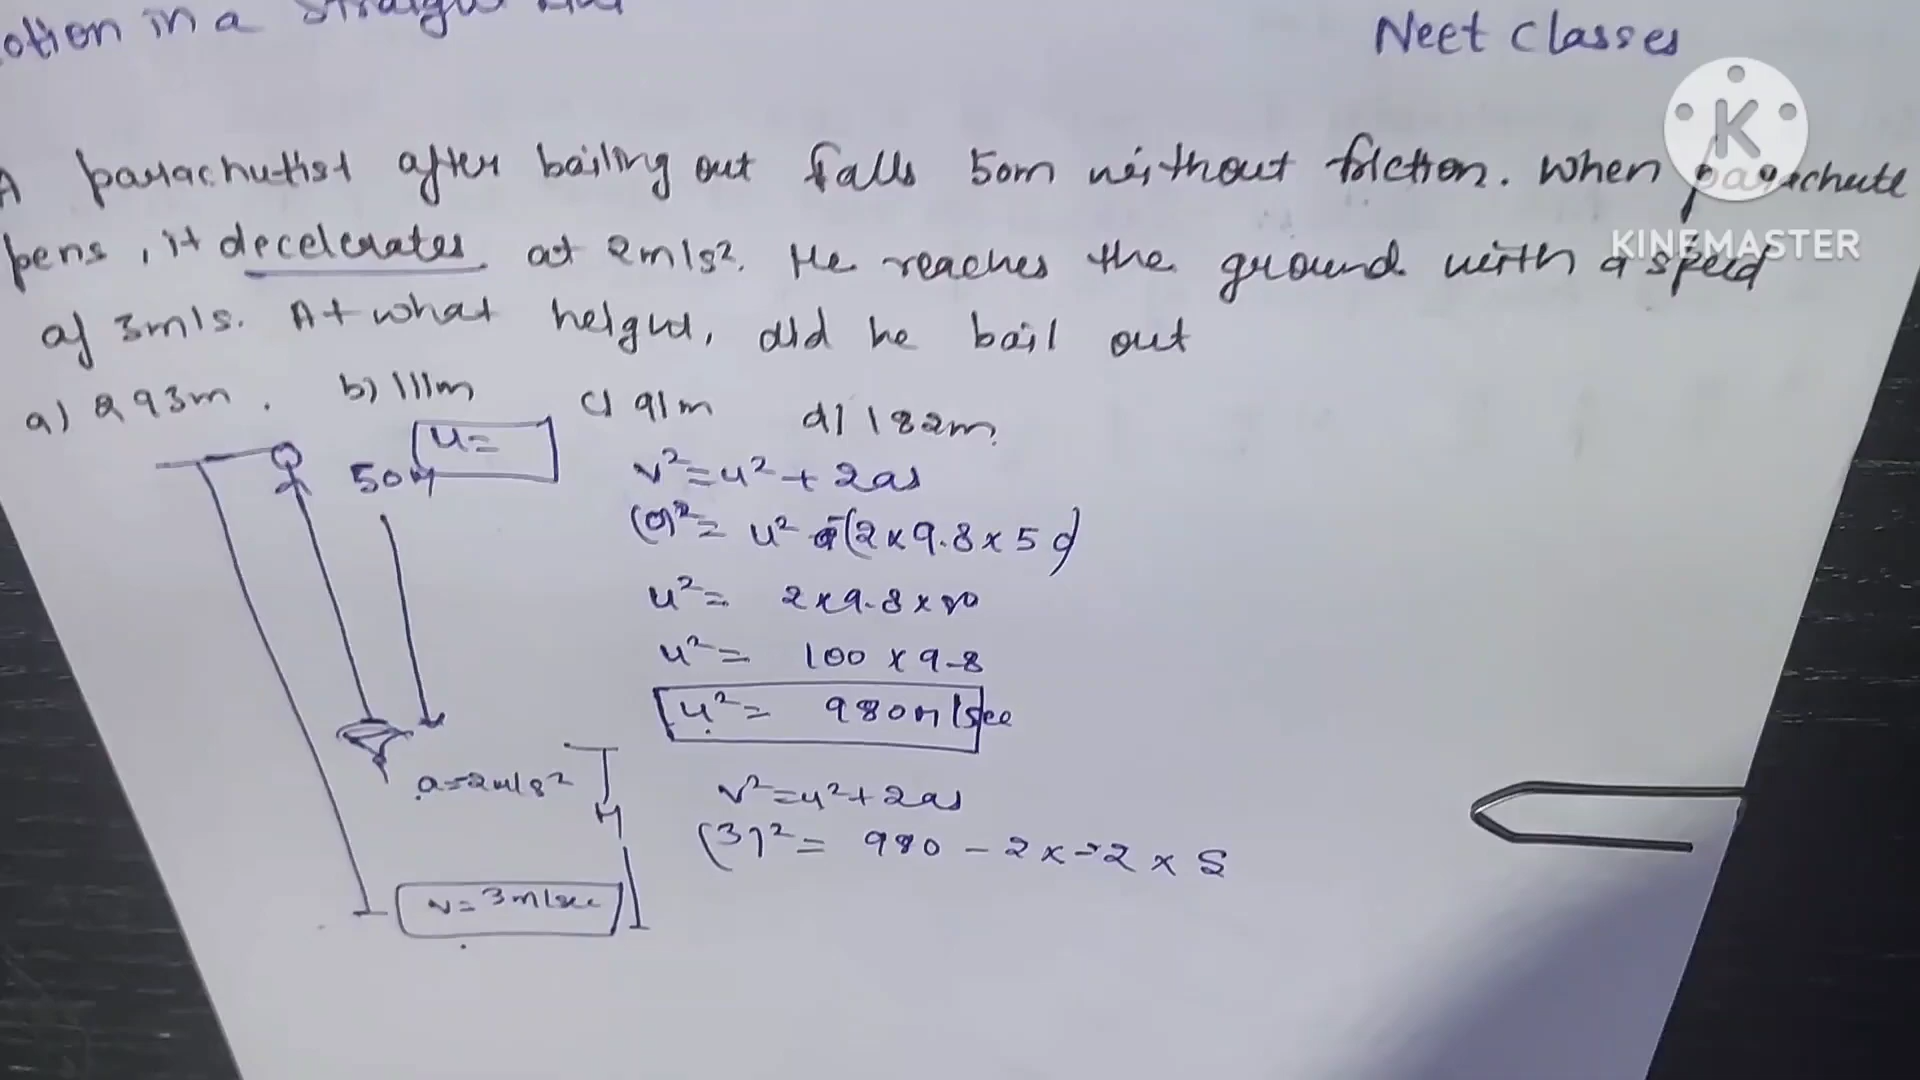 otion in a straight
Neet classes
K
KINEMASTER
A parachutist after bailing out falls 50m without friction. When parachute
pens, it decelerates at 2m/s². He reaches the ground with a speed
of 3m/s. At what height, did he bail out
a) 293m. b) 111m c) 91m d) 182m.
u=
50m
v²=u²+2as
(0)²= u² -(2×9.8×50)
u²= 2×9.8×50
u²= 100×9-8
u²= 980m/sec
a=2m/s²
H
v²=u²+2as
(3)²= 980-2x-2×S
v=3m/sec